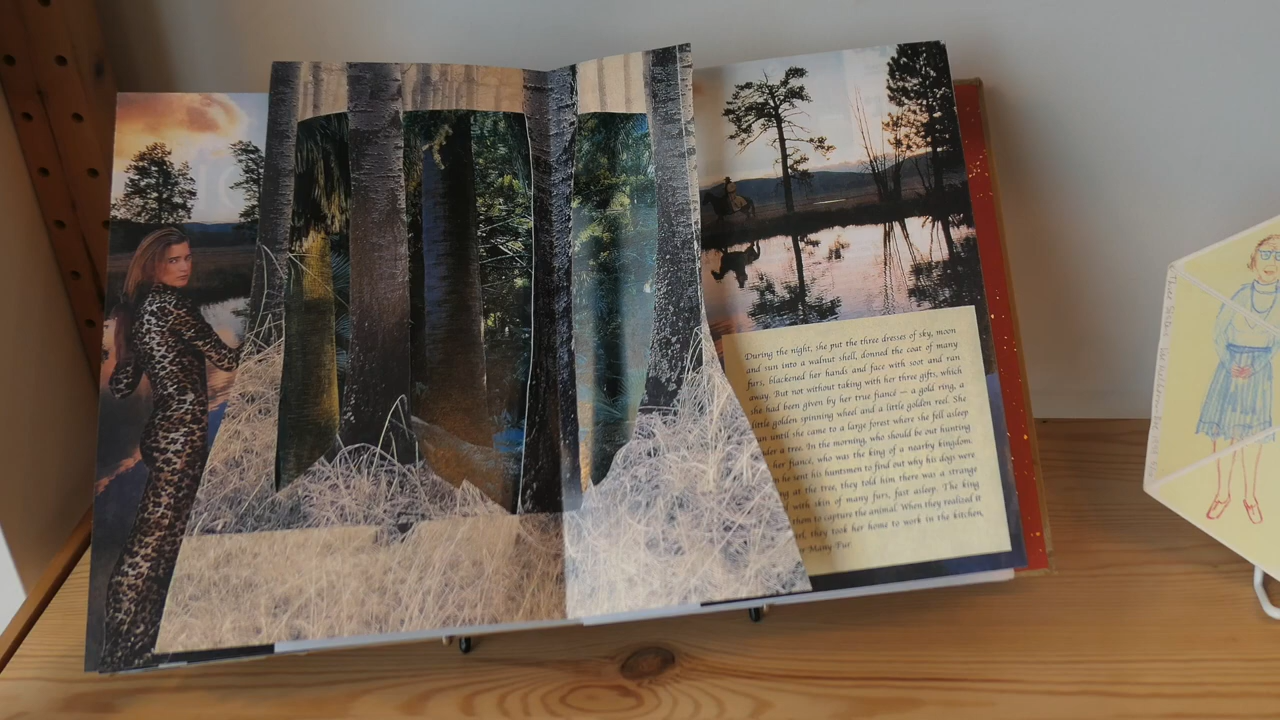 During the night, she put the three dresses of sky, moon
and sun into a walnut shell, donned the coat of many
furs, blackened her hands and face with soot and ran
away. But not without taking with her three gifts, which
she had been given by her true fiancé — a gold ring, a
little golden spinning wheel and a little golden reel. She
until she came to a large forest where she fell asleep
a tree. In the morning, who should be out hunting
her fiancé, who was the king of a nearby kingdom.
he sent his huntsmen to find out why his dogs were
at the tree, they told him there was a strange
with skin of many furs, fast asleep. The king
to capture the animal. When they realized it
they took her home to work in the kitchen,
Many Fur